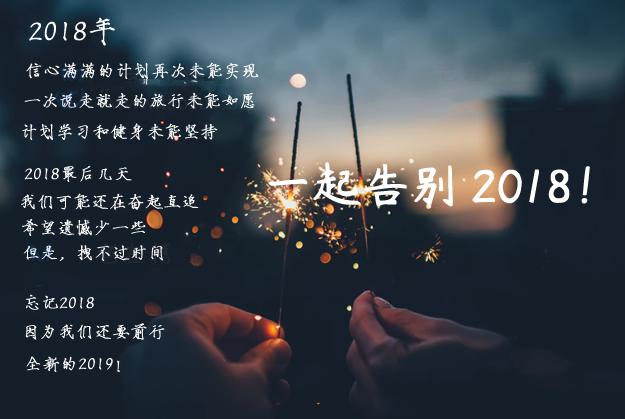 2018年
信心满满的计划再次未能实现
一次说走就走的旅行未能如愿
计划学习和健身未能坚持
2018最后几天
我们可能还在奋起直追
希望遗憾少一些
但是，找不过时间
忘记2018
因为我们还要前行
全新的2019！
一起告别 2018！